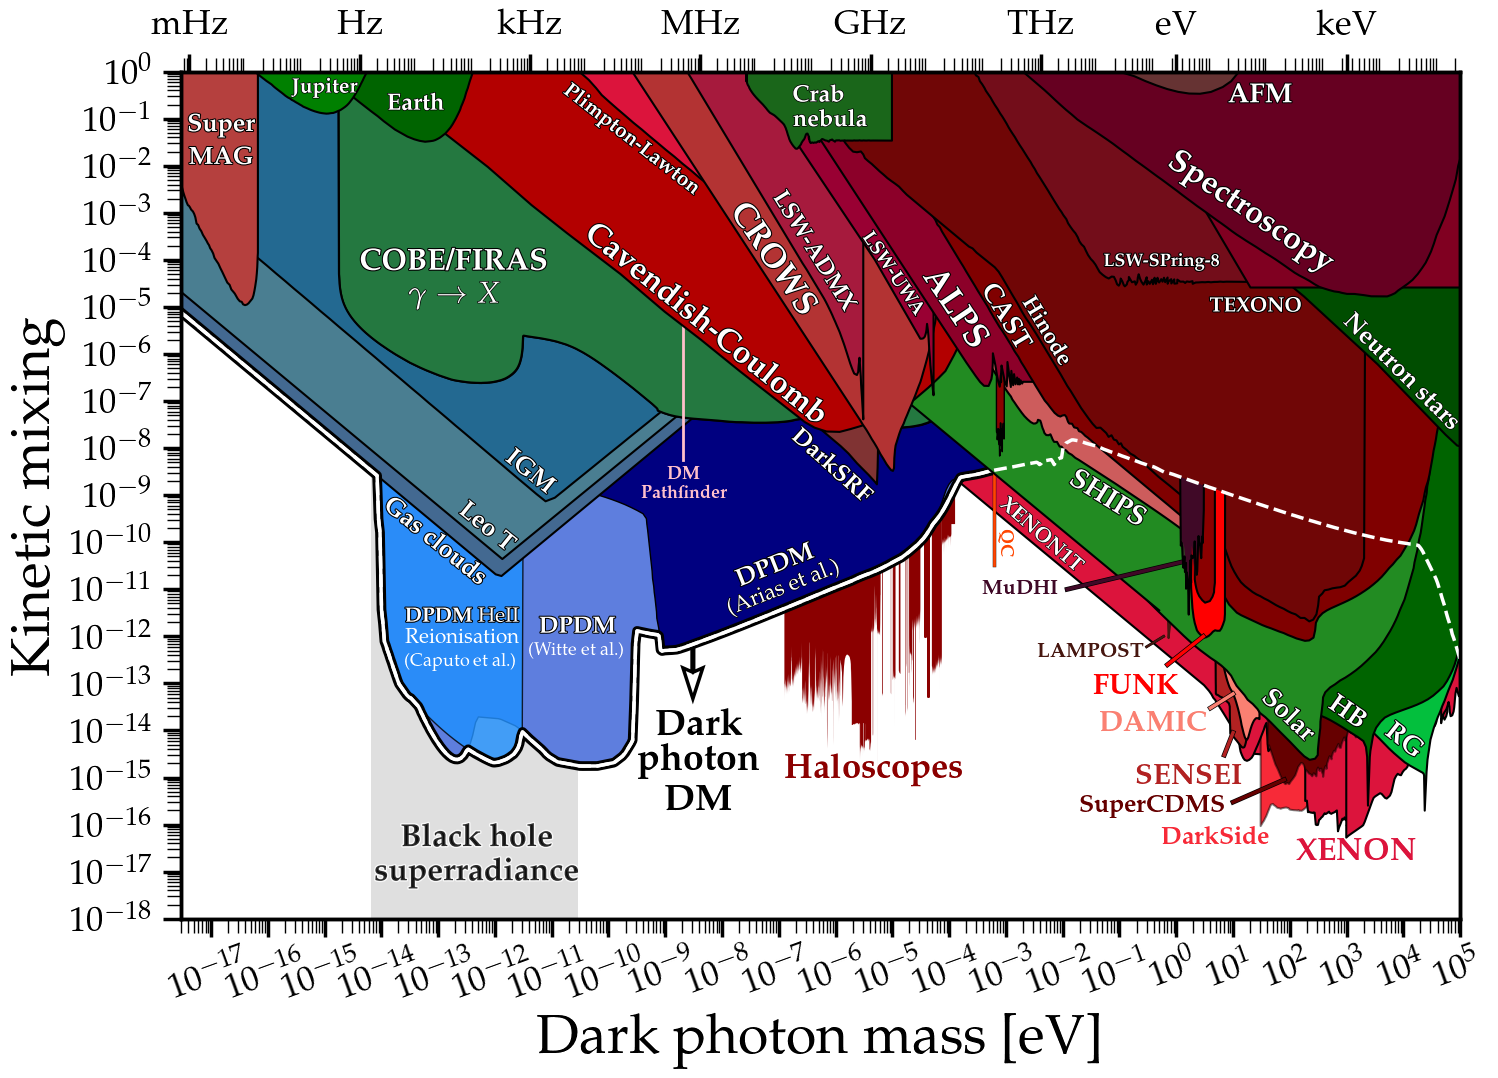 mHz Hz kHz MHz GHz THz eV keV
10^0
10^{-1}
10^{-2}
10^{-3}
10^{-4}
10^{-5}
10^{-6}
10^{-7}
10^{-8}
10^{-9}
10^{-10}
10^{-11}
10^{-12}
10^{-13}
10^{-14}
10^{-15}
10^{-16}
10^{-17}
10^{-18}
Kinetic mixing
Super
MAG
Jupiter
Earth
COBE/FIRAS
γ → X
Plimpton-Lawton
Cavendish-Coulomb
CROWS
LSW-ADMX
Crab
nebula
LSW-UWA
ALPS
CAST
Hinode
AFM
Spectroscopy
LSW-SPring-8
TEXONO
Neutron stars
IGM
Leo T
Gas clouds
DM
Pathfinder
DarkSRF
DPDM HeII
Reionisation
(Caputo et al.)
DPDM
(Witte et al.)
DPDM
(Arias et al.)
XENON1T
QC
SHIPS
MuDHI
LAMPOST
FUNK
DAMIC
SENSEI
SuperCDMS
DarkSide
XENON
Solar
HB
RG
Dark
photon
DM
Haloscopes
Black hole
superradiance
10^{-17} 10^{-16} 10^{-15} 10^{-14} 10^{-13} 10^{-12} 10^{-11} 10^{-10} 10^{-9} 10^{-8} 10^{-7} 10^{-6} 10^{-5} 10^{-4} 10^{-3} 10^{-2} 10^{-1} 10^0 10^1 10^2 10^3 10^4 10^5
Dark photon mass [eV]